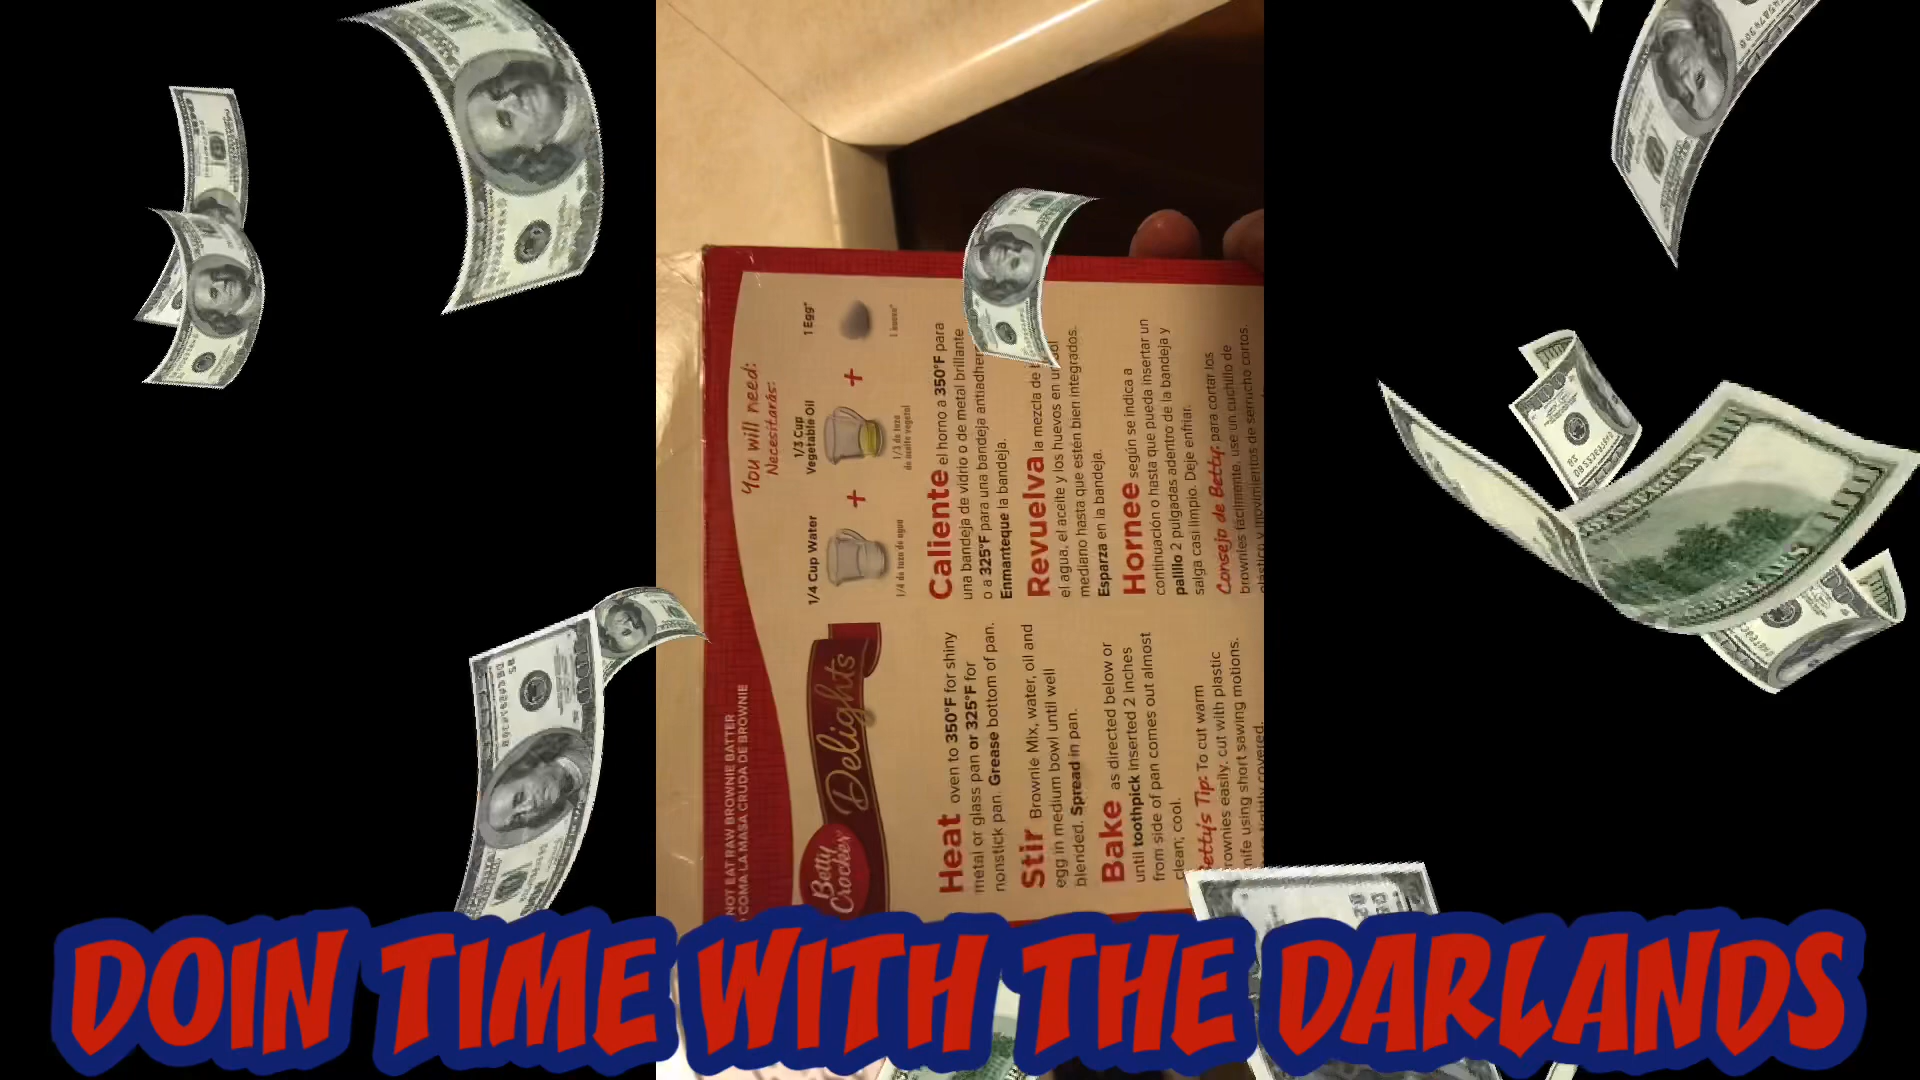 NOT EAT RAW BROWNIE BATTER
COMA LA MASA CRUDA DE BROWNIE
Betty
Crocker
Delights
You will need:
Necesitarás:
1/4 Cup Water
1/4 de taza de agua
+
1/3 Cup
Vegetable Oil
1/3 de taza
de aceite vegetal
+
1 Egg*
1 huevo*
Heat oven to 350°F for shiny
metal or glass pan or 325°F for
nonstick pan. Grease bottom of pan.
Stir Brownie Mix, water, oil and
egg in medium bowl until well
blended. Spread in pan.
Bake as directed below or
until toothpick inserted 2 inches
from side of pan comes out almost
clean; cool.
Betty's Tip: To cut warm
brownies easily, cut with plastic
knife using short sawing motions.
tightly covered.
Caliente el horno a 350°F para
una bandeja de vidrio o de metal brillante
o a 325°F para una bandeja
Enmanteque la bandeja.
Revuelva la mezcla de
el agua, el aceite y los huevos en un
mediano hasta que estén bien integrados.
Esparza en la bandeja.
Hornee según se indica a
continuación o hasta que pueda insertar un
palillo 2 pulgadas adentro de la bandeja y
salga casi limpio. Deje enfriar.
Consejo de Betty: para cortar los
brownies fácilmente, use un cuchillo de
plástico y movimientos de serrucho cortos.
DOIN TIME WITH THE DARLANDS